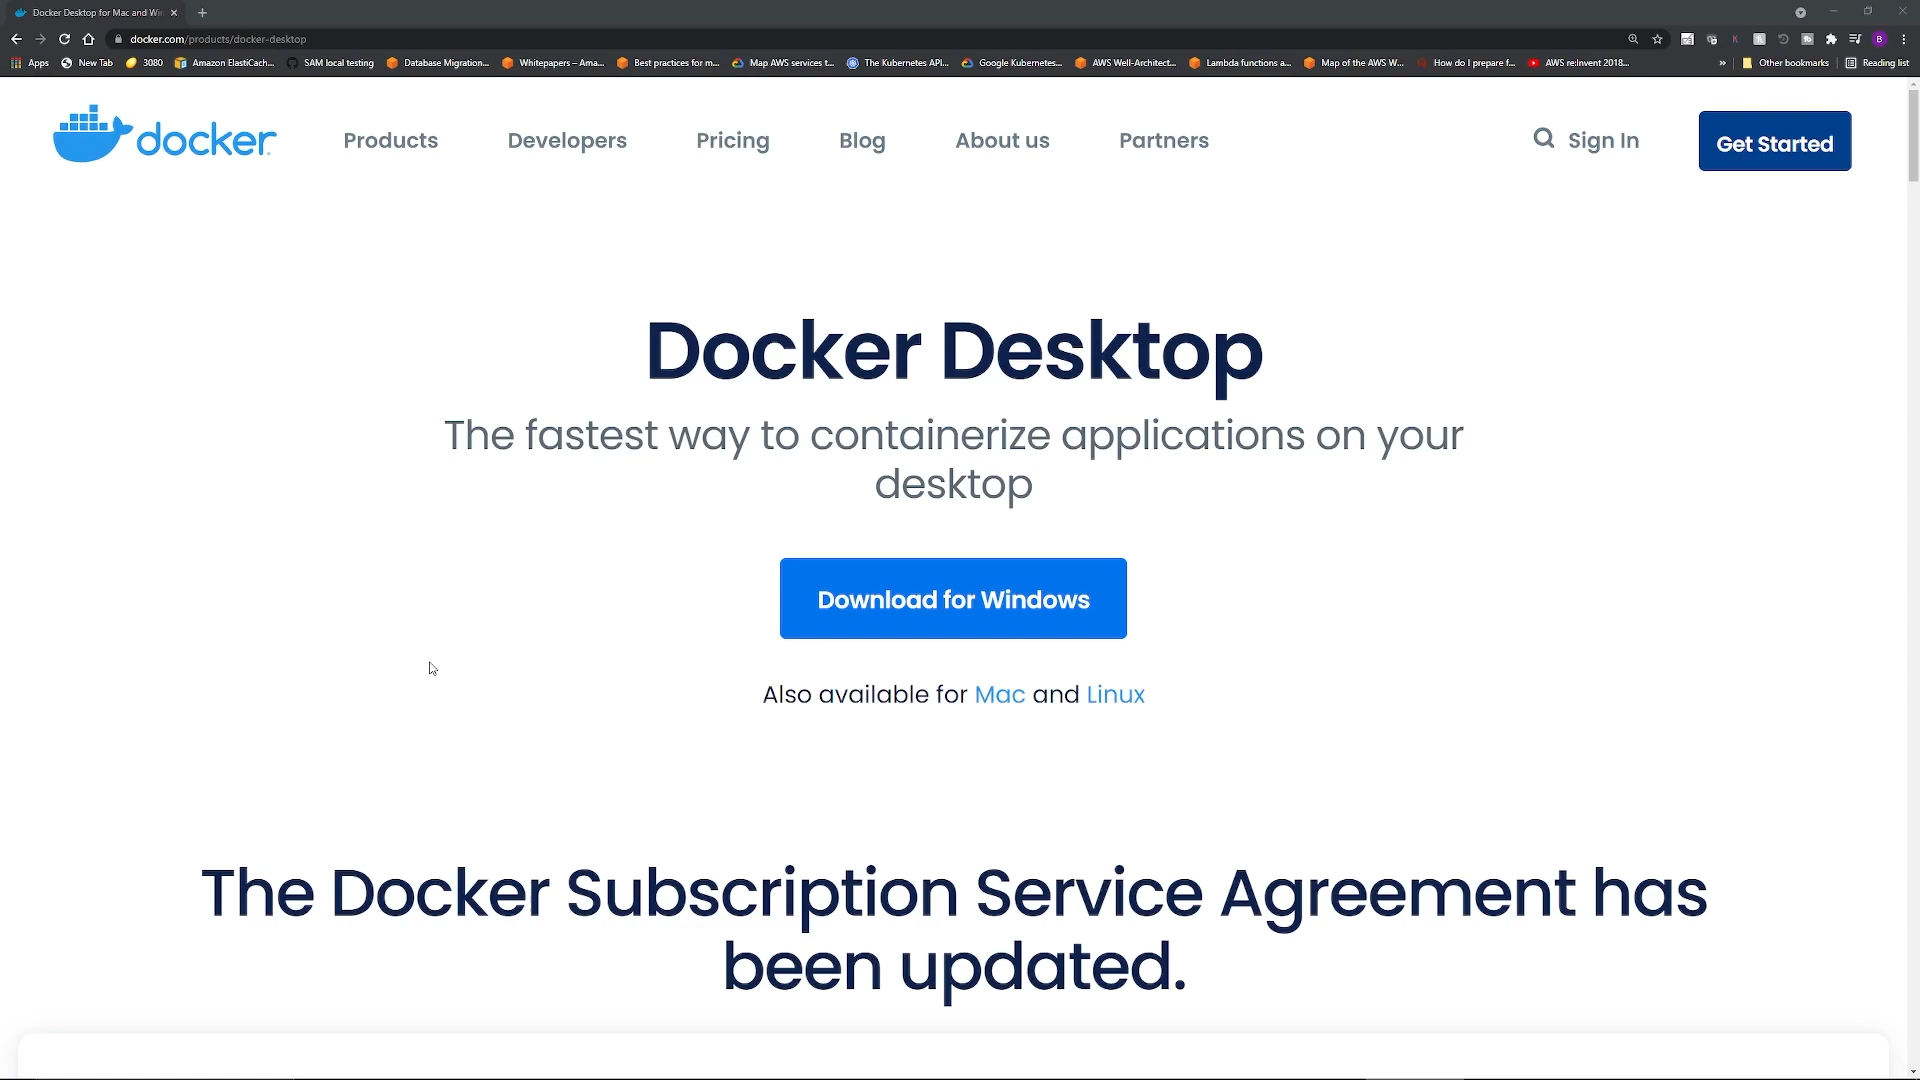 Docker Desktop for Mac and Wi
docker.com/products/docker-desktop
Apps New Tab 3080 Amazon ElastiCach... SAM local testing Database Migration... Whitepapers – Ama... Best practices for m... Map AWS services t... The Kubernetes API... Google Kubernetes... AWS Well-Architect... Lambda functions a... Map of the AWS W... How do I prepare f... AWS re:Invent 2018... » Other bookmarks Reading list
docker Products Developers Pricing Blog About us Partners Sign In Get Started
Docker Desktop
The fastest way to containerize applications on your
desktop
Download for Windows
Also available for Mac and Linux
The Docker Subscription Service Agreement has
been updated.